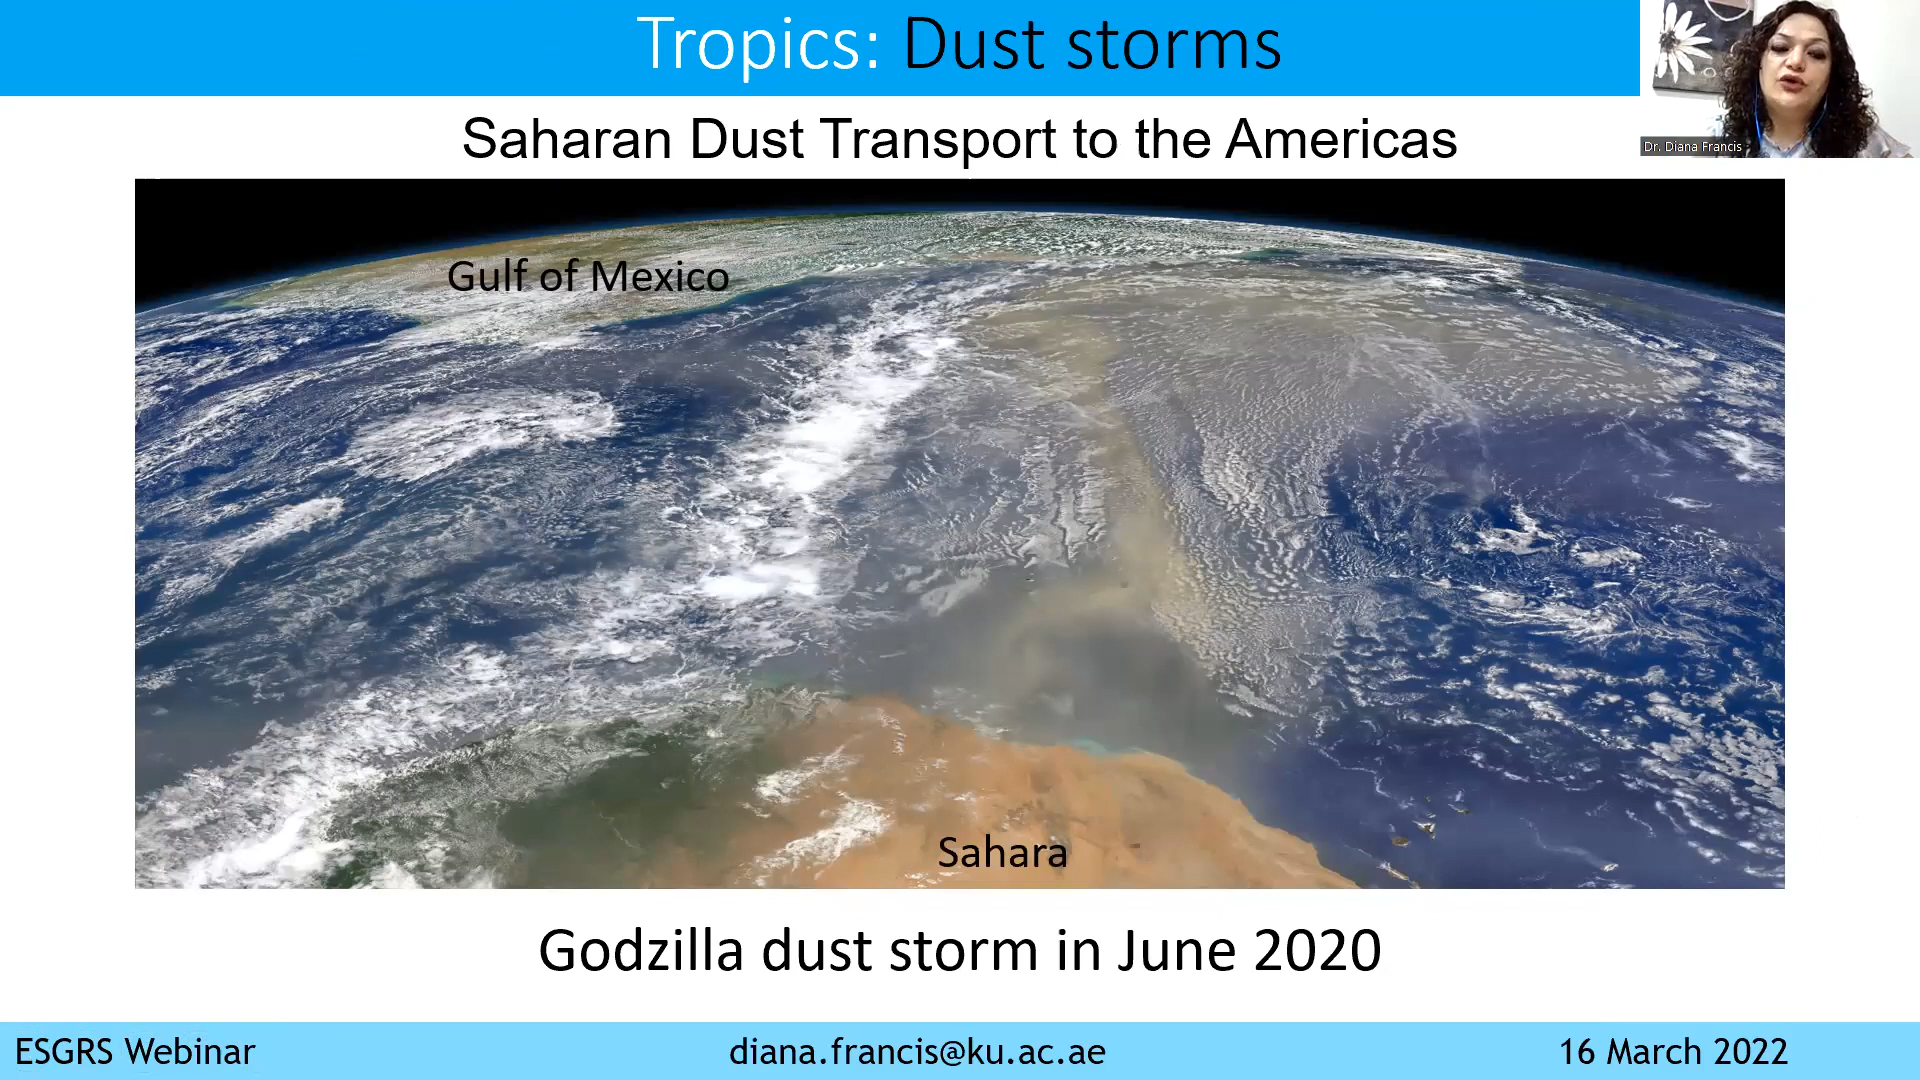 Tropics: Dust storms
Dr. Diana Francis
Saharan Dust Transport to the Americas
Gulf of Mexico
Sahara
Godzilla dust storm in June 2020
ESGRS Webinar
diana.francis@ku.ac.ae
16 March 2022